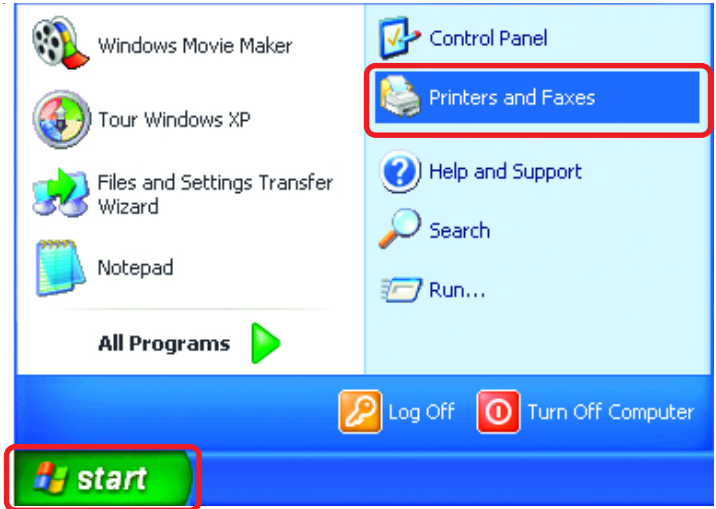 Windows Movie Maker
Tour Windows XP
Files and Settings Transfer
Wizard
Notepad
All Programs
Control Panel
Printers and Faxes
Help and Support
Search
Run...
Log Off
Turn Off Computer
start